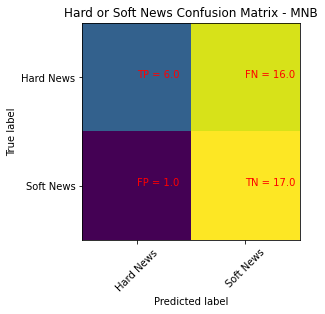 Hard or Soft News Confusion Matrix - MNB
Hard News
TP = 6.0
FN = 16.0
True label
Soft News
FP = 1.0
TN = 17.0
Hard News
Soft News
Predicted label